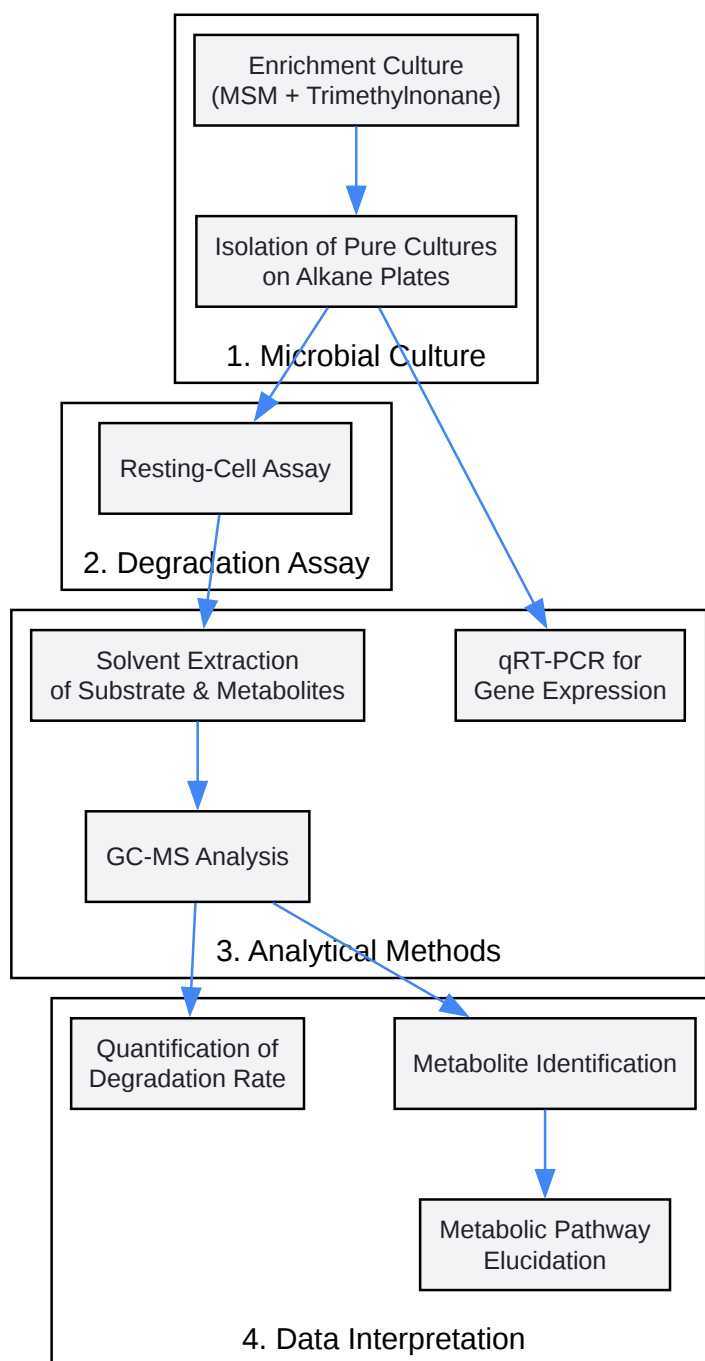 Enrichment Culture
(MSM + Trimethylnonane)
Isolation of Pure Cultures
on Alkane Plates
1. Microbial Culture
Resting-Cell Assay
2. Degradation Assay
Solvent Extraction
of Substrate & Metabolites
qRT-PCR for
Gene Expression
GC-MS Analysis
3. Analytical Methods
Quantification of
Degradation Rate
Metabolite Identification
Metabolic Pathway
Elucidation
4. Data Interpretation